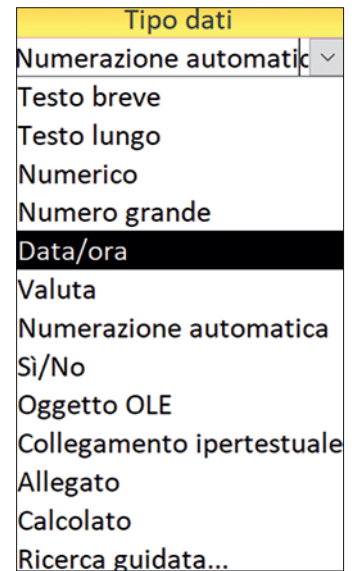 Tipo dati
Numerazione automatic
Testo breve
Testo lungo
Numerico
Numero grande
Data/ora
Valuta
Numerazione automatica
Sì/No
Oggetto OLE
Collegamento ipertestuale
Allegato
Calcolato
Ricerca guidata...